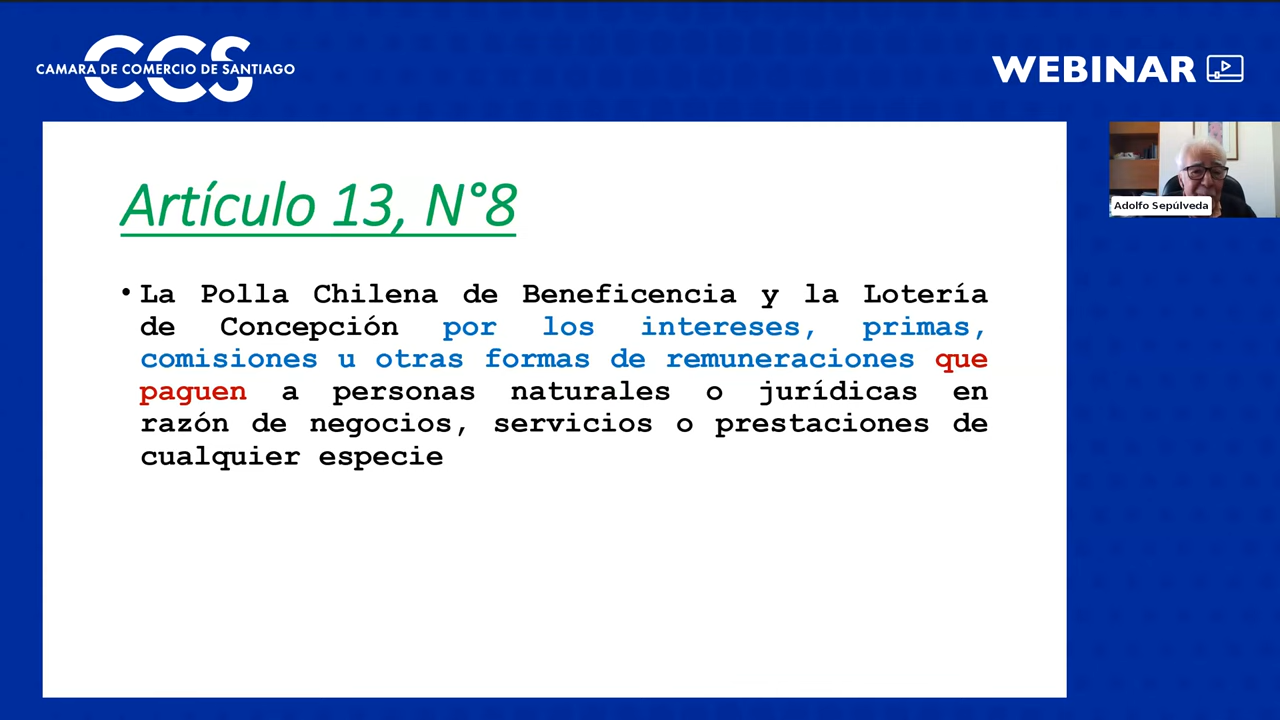 CCS
CAMARA DE COMERCIO DE SANTIAGO
WEBINAR
Artículo 13, N°8
• La Polla Chilena de Beneficencia y la Lotería
de Concepción por los intereses, primas,
comisiones u otras formas de remuneraciones que
paguen a personas naturales o jurídicas en
razón de negocios, servicios o prestaciones de
cualquier especie
Adolfo Sepúlveda